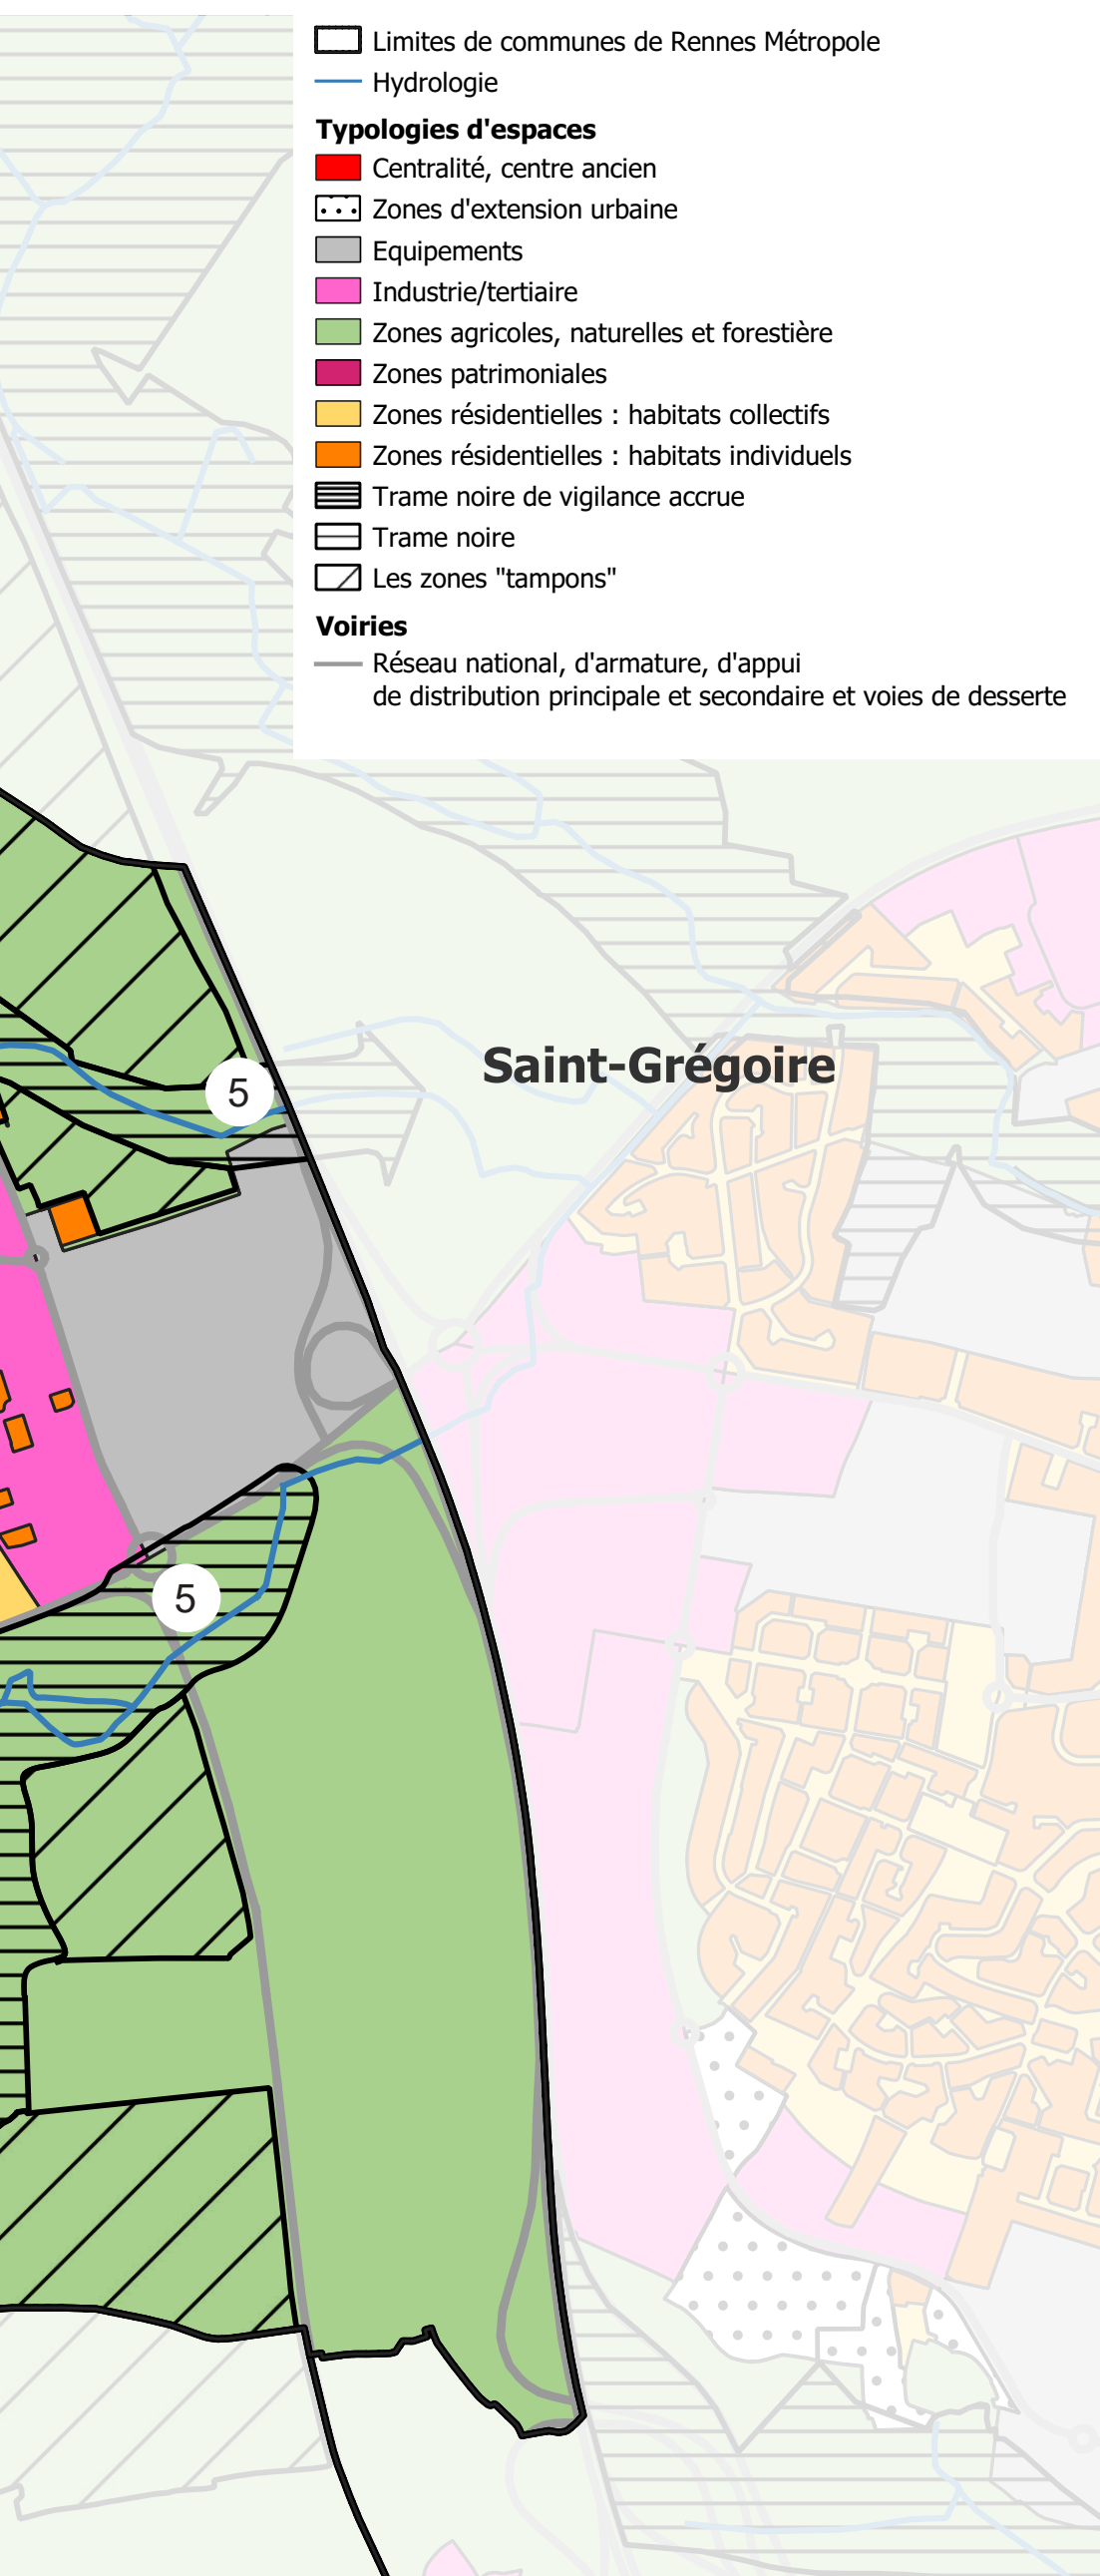 Limites de communes de Rennes Métropole
Hydrologie
Typologies d'espaces
Centralité, centre ancien
Zones d'extension urbaine
Equipements
Industrie/tertiaire
Zones agricoles, naturelles et forestière
Zones patrimoniales
Zones résidentielles : habitats collectifs
Zones résidentielles : habitats individuels
Trame noire de vigilance accrue
Trame noire
Les zones "tampons"
Voiries
Réseau national, d'armature, d'appui
de distribution principale et secondaire et voies de desserte
Saint-Grégoire
5
5